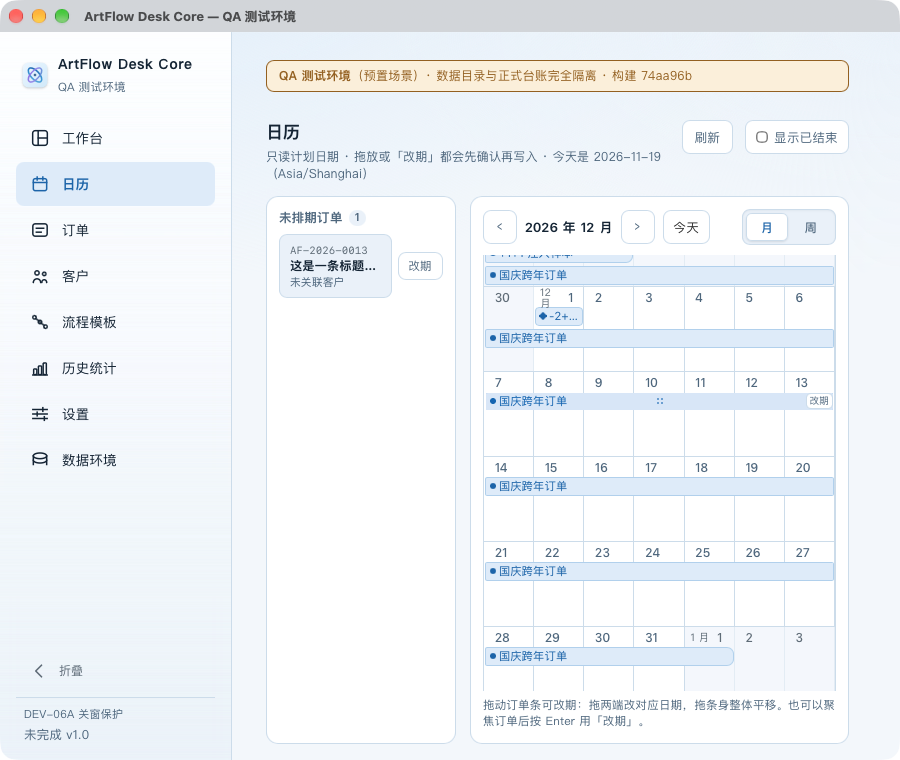 ArtFlow Desk Core — QA 测试环境
ArtFlow Desk Core
QA 测试环境
工作台
日历
订单
客户
流程模板
历史统计
设置
数据环境
折叠
DEV-06A 关窗保护
未完成 v1.0
QA 测试环境（预置场景）· 数据目录与正式台账完全隔离 · 构建 74aa96b
日历
只读计划日期 · 拖放或「改期」都会先确认再写入 · 今天是 2026-11-19
（Asia/Shanghai）
刷新
显示已结束
未排期订单 1
AF-2026-0013
这是一条标题...
未关联客户
改期
2026 年 12 月
今天
月 周
国庆跨年订单
30 12月 1 2 3 4 5 6
-2+...
国庆跨年订单
7 8 9 10 11 12 13
国庆跨年订单 改期
14 15 16 17 18 19 20
国庆跨年订单
21 22 23 24 25 26 27
国庆跨年订单
28 29 30 31 1 月 1 2 3
国庆跨年订单
拖动订单条可改期：拖两端改对应日期，拖条身整体平移。也可以聚
焦订单后按 Enter 用「改期」。